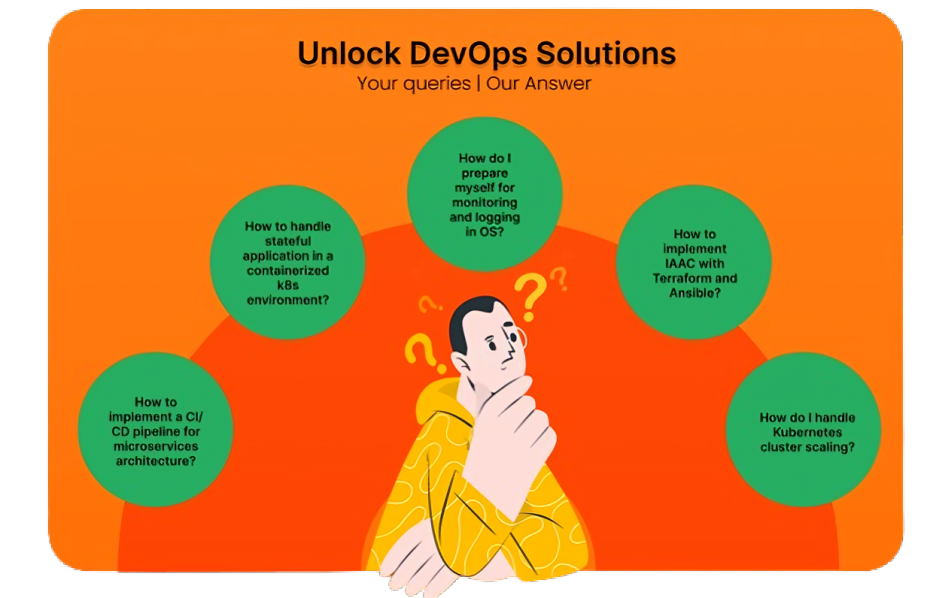 Unlock DevOps Solutions
Your queries | Our Answer
How do I
prepare
myself for
monitoring
and logging
in OS?
How to handle
stateful
application in a
containerized
k8s
environment?
How to
implement
IAAC with
Terraform and
Ansible?
How to
implement a CI/
CD pipeline for
microservices
architecture?
How do I handle
Kubernetes
cluster scaling?